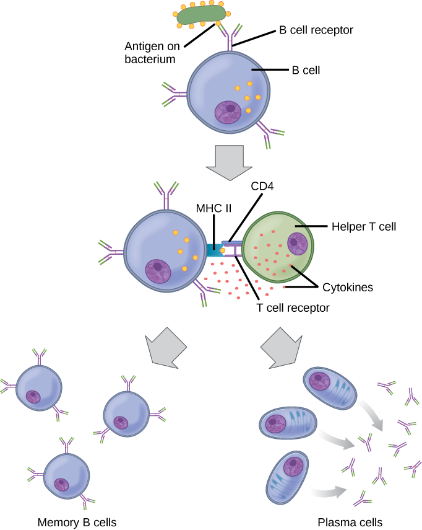 B cell receptor
Antigen on
bacterium
B cell
CD4
MHC II
Helper T cell
Cytokines
T cell receptor
Memory B cells
Plasma cells